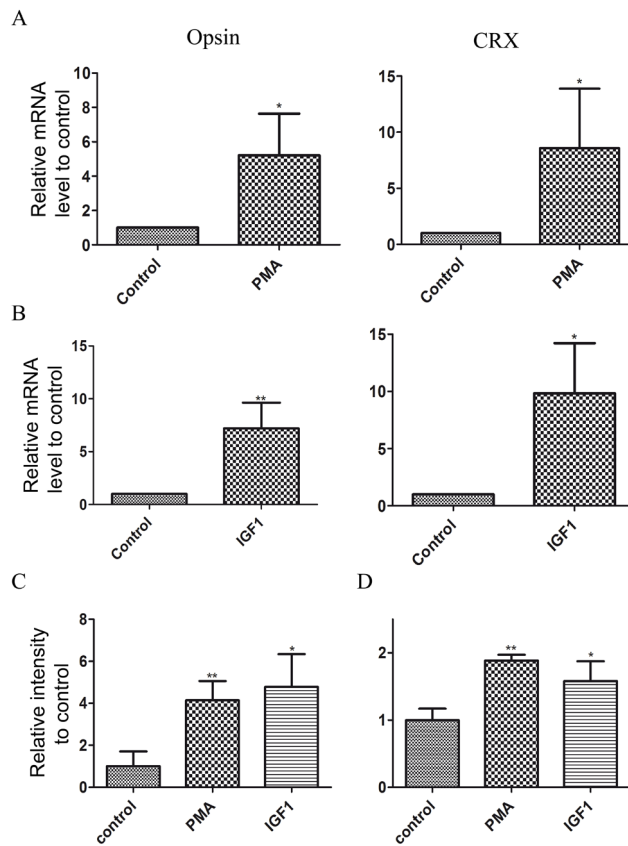 A
Opsin
CRX
Relative mRNA
level to control
10
8
6
4
2
0
*
Control
PMA
15
10
5
0
*
Control
PMA
B
Relative mRNA
level to control
15
10
5
0
**
Control
IGF1
15
10
5
0
*
Control
IGF1
C
Relative intensity
to control
8
6
4
2
0
**
*
control
PMA
IGF1
D
2
1
0
**
*
control
PMA
IGF1